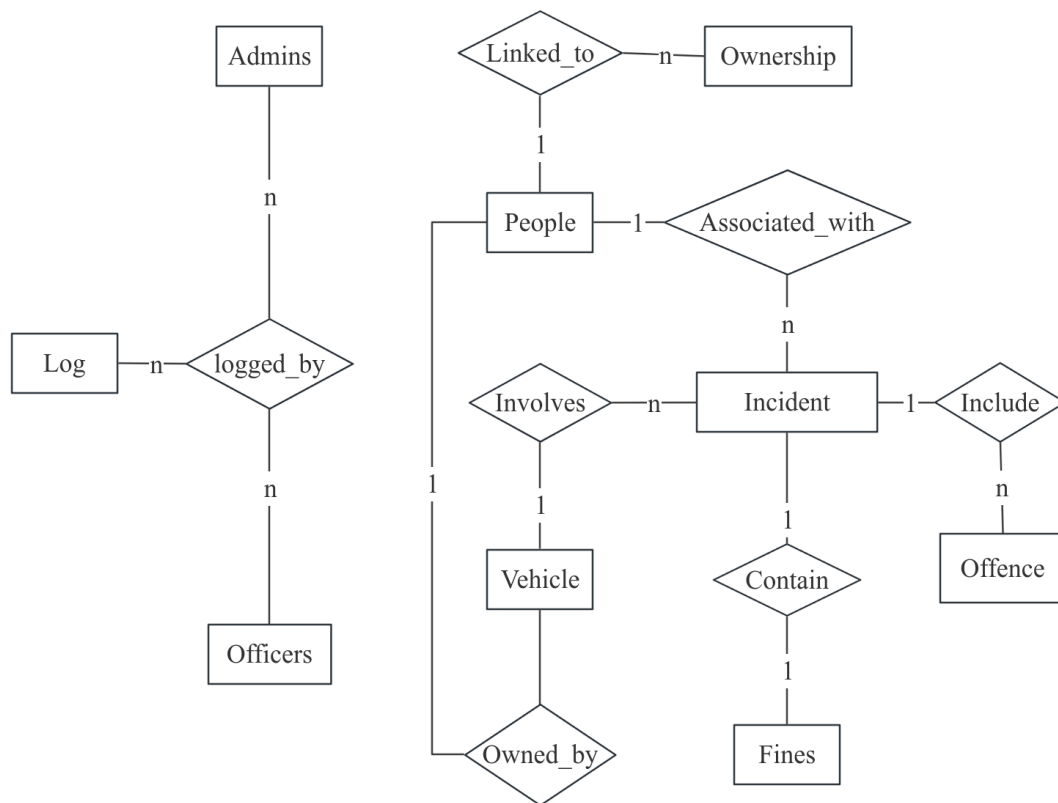 Admins
Linked_to
n
Ownership
1
n
People
1
Associated_with
n
Log
n
logged_by
Involves
n
Incident
1
Include
n
1
1
n
1
Vehicle
Contain
Offence
Officers
1
Owned_by
Fines